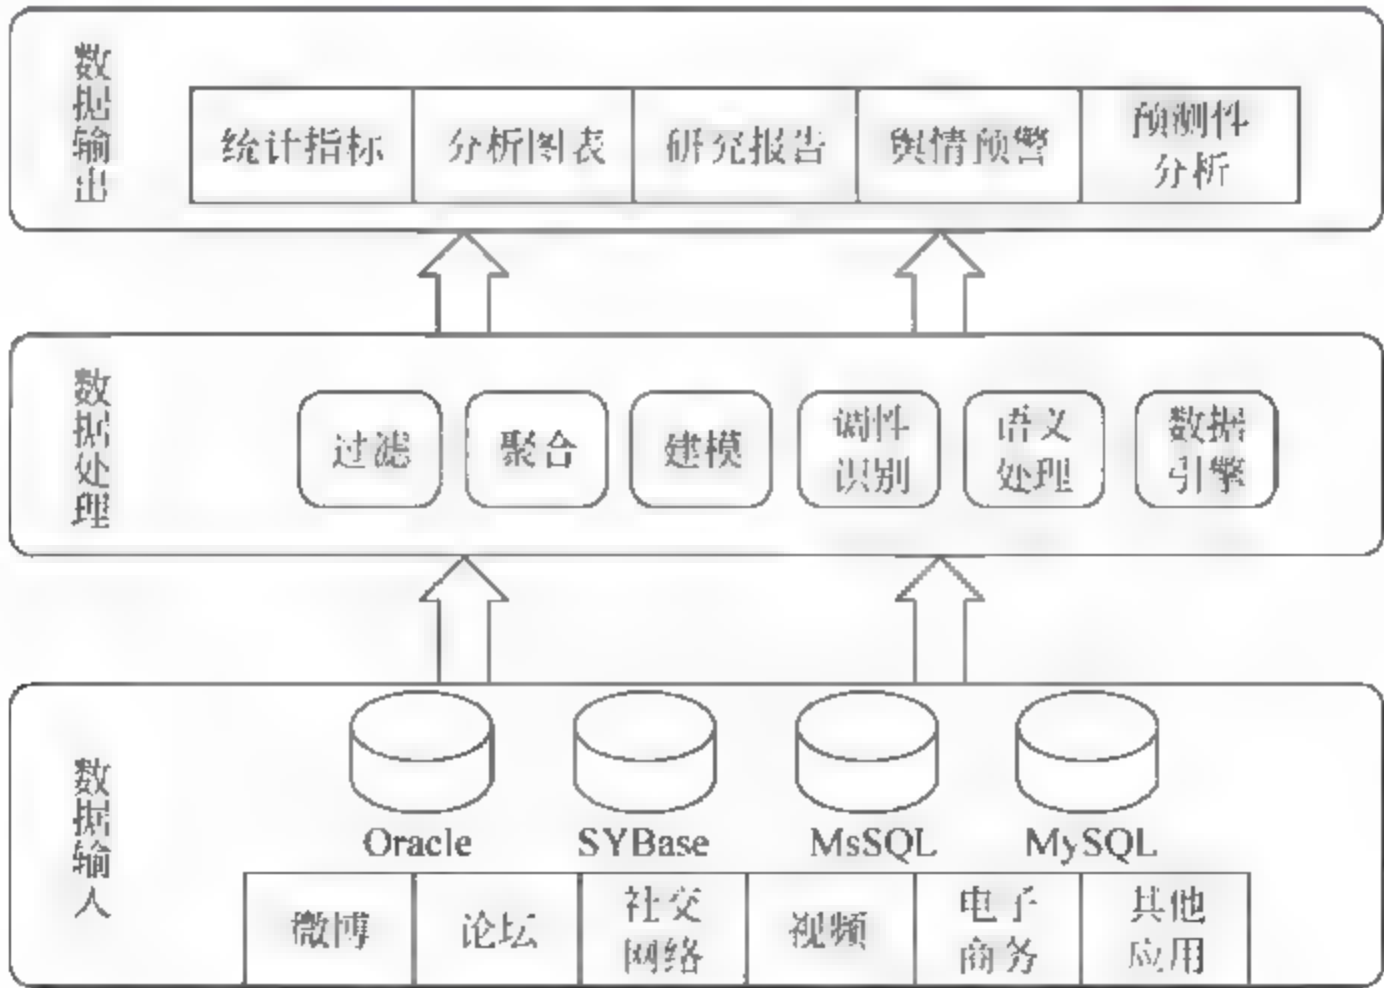 数据输出
统计指标
分析图表
研究报告
舆情预警
预测性
分析
数据处理
过滤
聚合
建模
调性
识别
语义
处理
数据
引擎
数据输入
Oracle
SYBase
MsSQL
MySQL
微博
论坛
社交
网络
视频
电子
商务
其他
应用